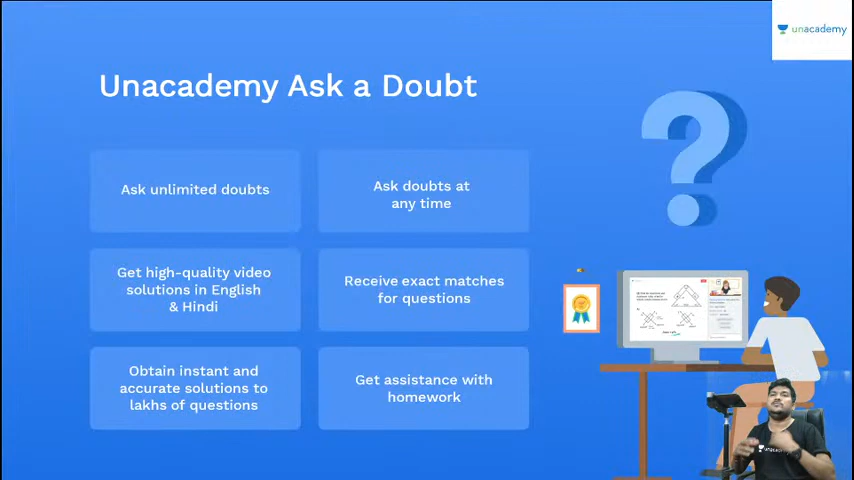 unacademy
Unacademy Ask a Doubt
Ask unlimited doubts
Ask doubts at
any time
Get high-quality video
solutions in English
& Hindi
Receive exact matches
for questions
Obtain instant and
accurate solutions to
lakhs of questions
Get assistance with
homework
unacademy